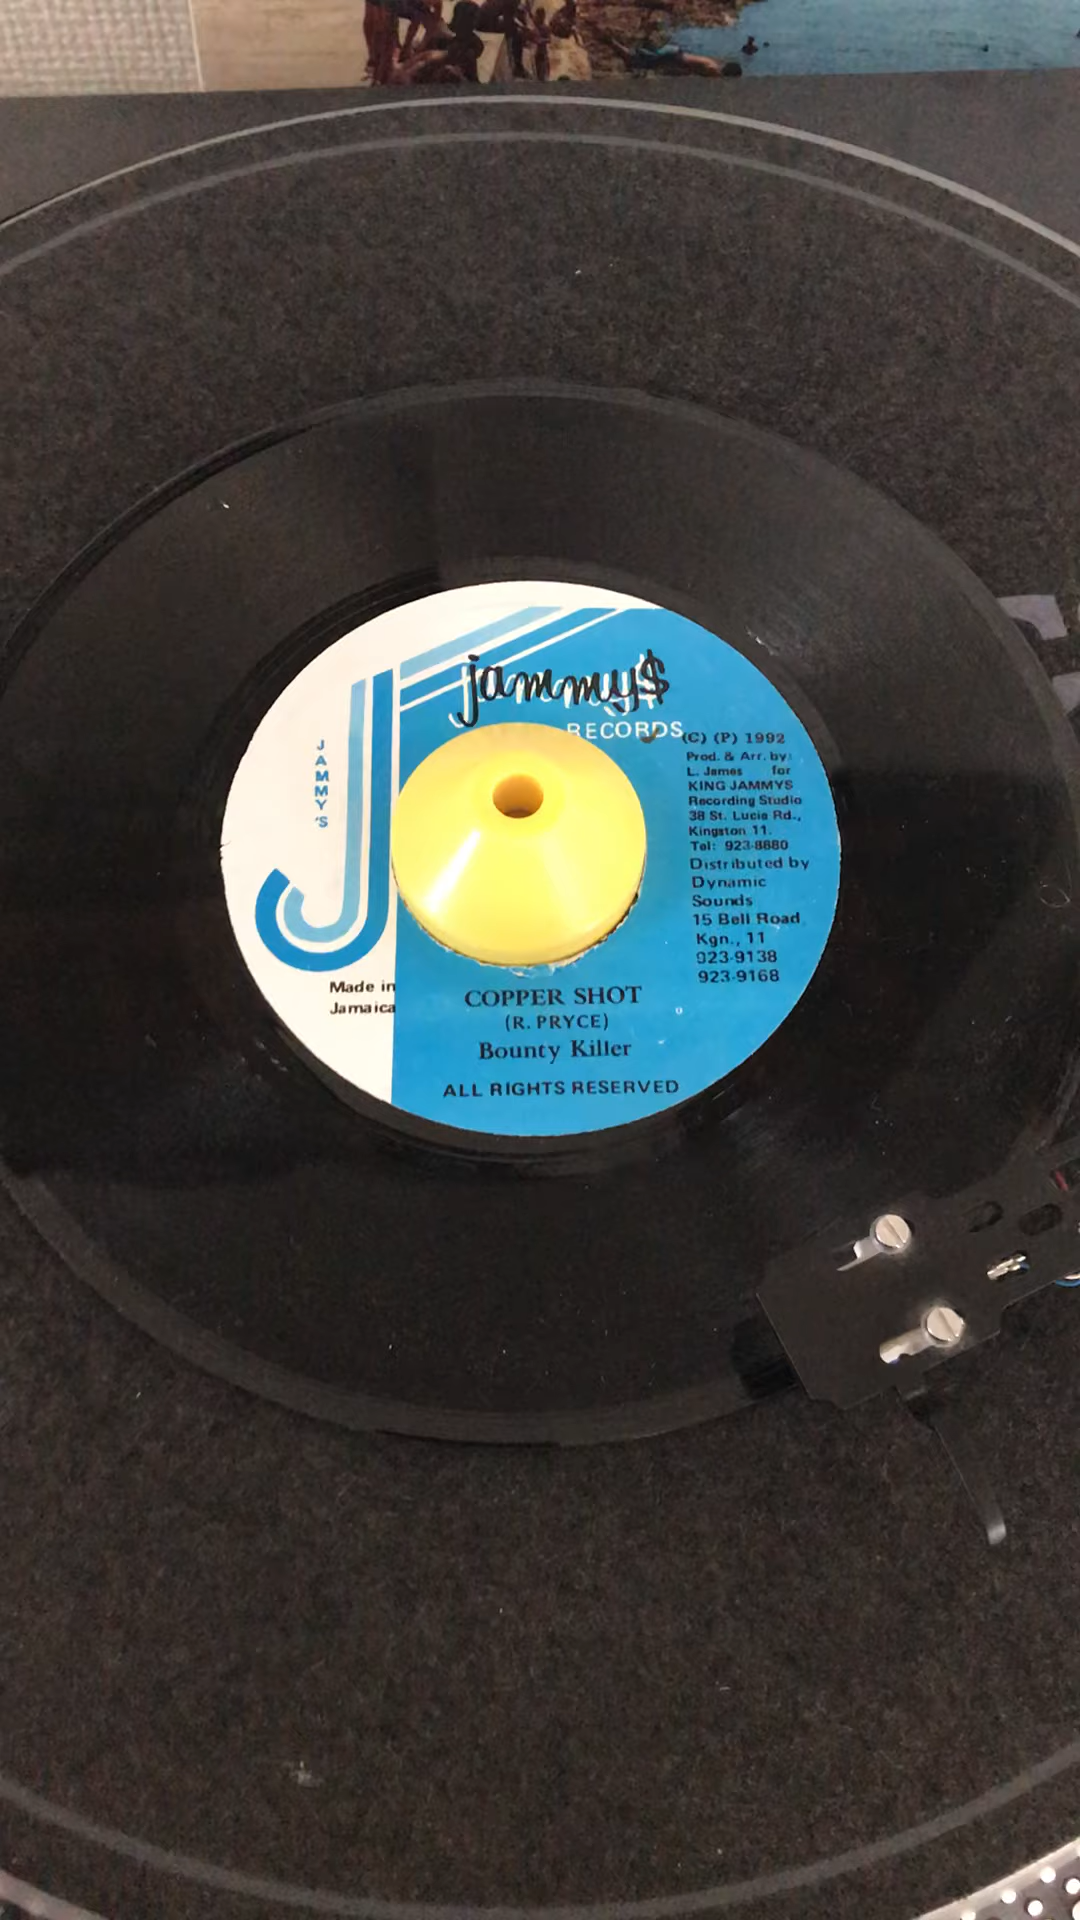 jammy$
RECORDS
JAMMY'S
(C) (P) 1992
Prod. & Arr. by:
L. James for
KING JAMMYS
Recording Studio
38 St. Lucia Rd.,
Kingston 11.
Tel: 923-8880
Distributed by
Dynamic
Sounds
15 Bell Road
Kgn., 11
923-9138
923-9168
Made in
Jamaica
COPPER SHOT
(R. PRYCE)
Bounty Killer
ALL RIGHTS RESERVED